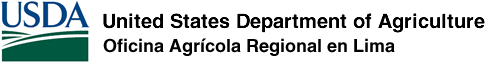 USDA
United States Department of Agriculture
Oficina Agrícola Regional en Lima